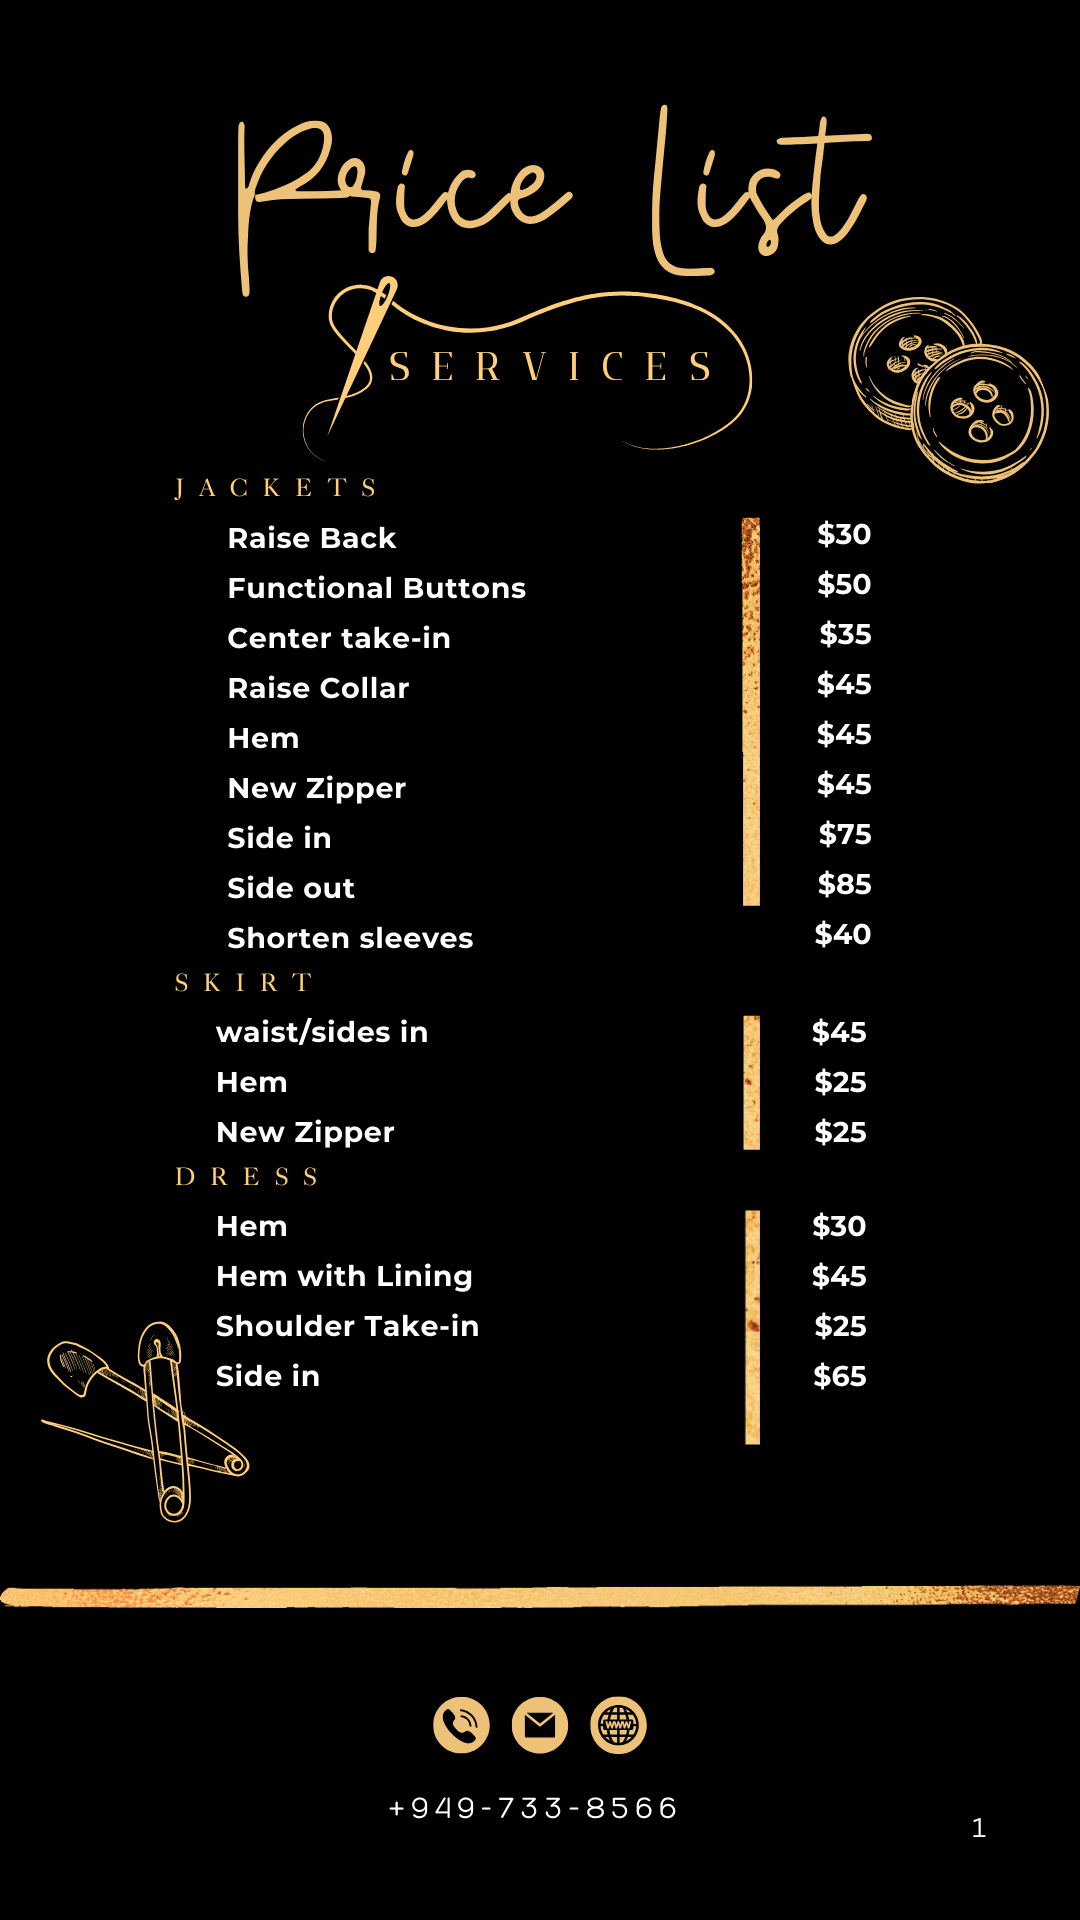 Price List
SERVICES
JACKETS
Raise Back $30
Functional Buttons $50
Center take-in $35
Raise Collar $45
Hem $45
New Zipper $45
Side in $75
Side out $85
Shorten sleeves $40
SKIRT
waist/sides in $45
Hem $25
New Zipper $25
DRESS
Hem $30
Hem with Lining $45
Shoulder Take-in $25
Side in $65
WWW
+949-733-8566
1